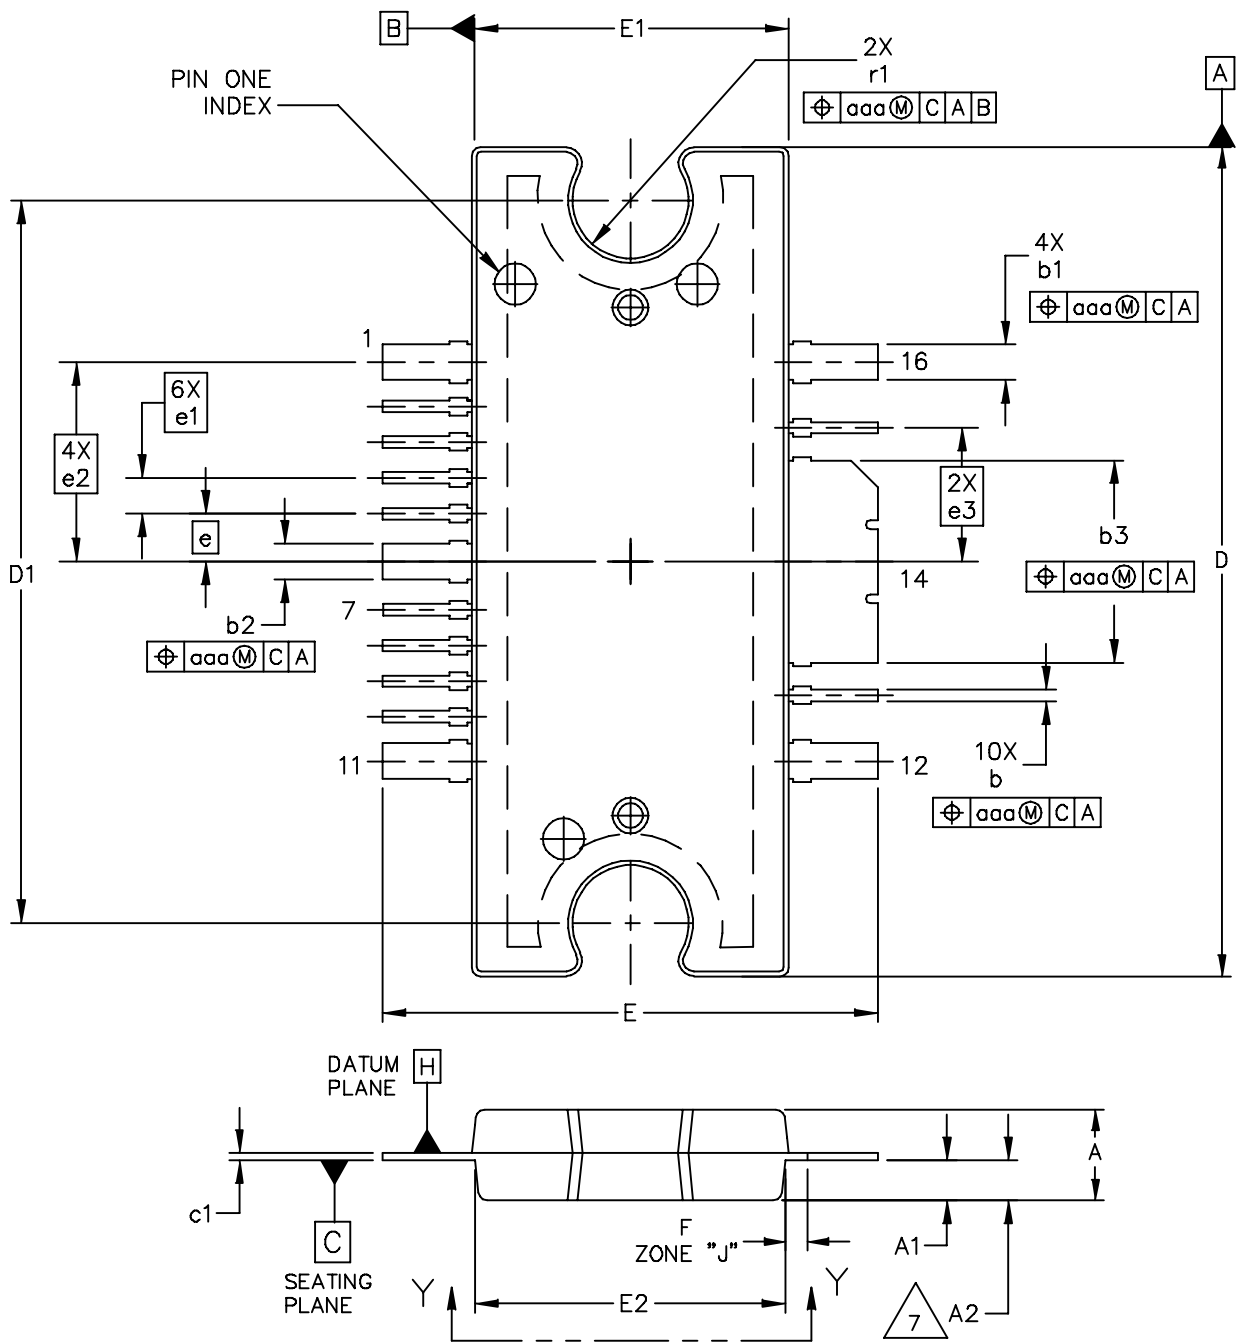 B
E1
2X
r1
⌖ aaa Ⓜ C A B
A
PIN ONE
INDEX
4X
b1
⌖ aaa Ⓜ C A
1
16
6X
e1
4X
e2
2X
e3
e
b3
⌖ aaa Ⓜ C A
D1
14
D
7
b2
⌖ aaa Ⓜ C A
11
12
10X
b
⌖ aaa Ⓜ C A
E
DATUM
PLANE
H
A
c1
C
SEATING
PLANE
F
ZONE "J"
A1
Y
Y
E2
7
A2